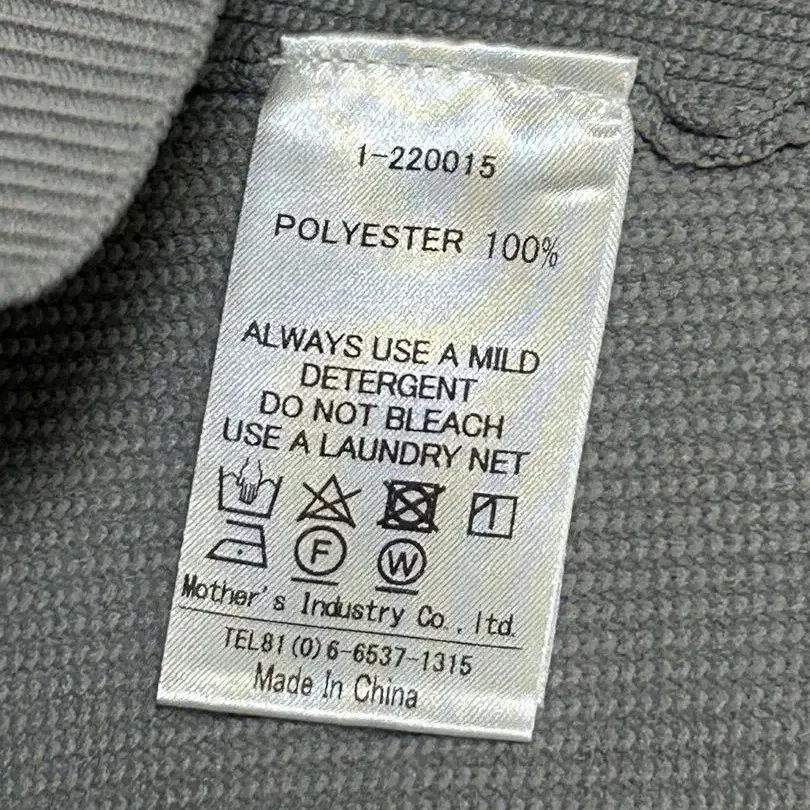 1-220015
POLYESTER 100%
ALWAYS USE A MILD
DETERGENT
DO NOT BLEACH
USE A LAUNDRY NET
F W
Mother's Industry Co.,ltd.
TEL81(0)6-6537-1315
Made In China